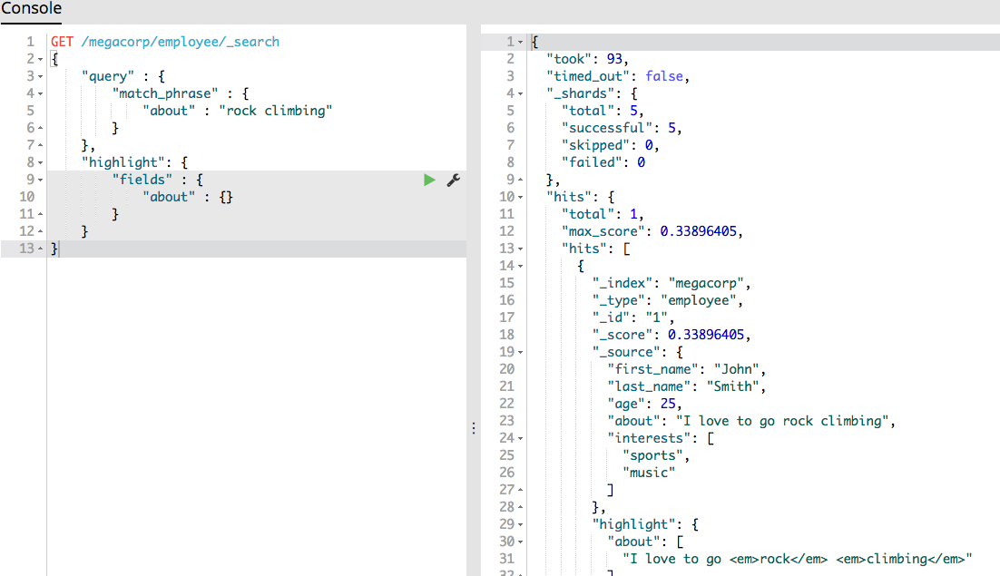 Console
1 GET /megacorp/employee/_search
2 {
3 "query" : {
4 "match_phrase" : {
5 "about" : "rock climbing"
6 }
7 },
8 "highlight": {
9 "fields" : {
10 "about" : {}
11 }
12 }
13 }
1 {
2 "took": 93,
3 "timed_out": false,
4 "_shards": {
5 "total": 5,
6 "successful": 5,
7 "skipped": 0,
8 "failed": 0
9 },
10 "hits": {
11 "total": 1,
12 "max_score": 0.33896405,
13 "hits": [
14 {
15 "_index": "megacorp",
16 "_type": "employee",
17 "_id": "1",
18 "_score": 0.33896405,
19 "_source": {
20 "first_name": "John",
21 "last_name": "Smith",
22 "age": 25,
23 "about": "I love to go rock climbing",
24 "interests": [
25 "sports",
26 "music"
27 ]
28 },
29 "highlight": {
30 "about": [
31 "I love to go <em>rock</em> <em>climbing</em>"
32 ]